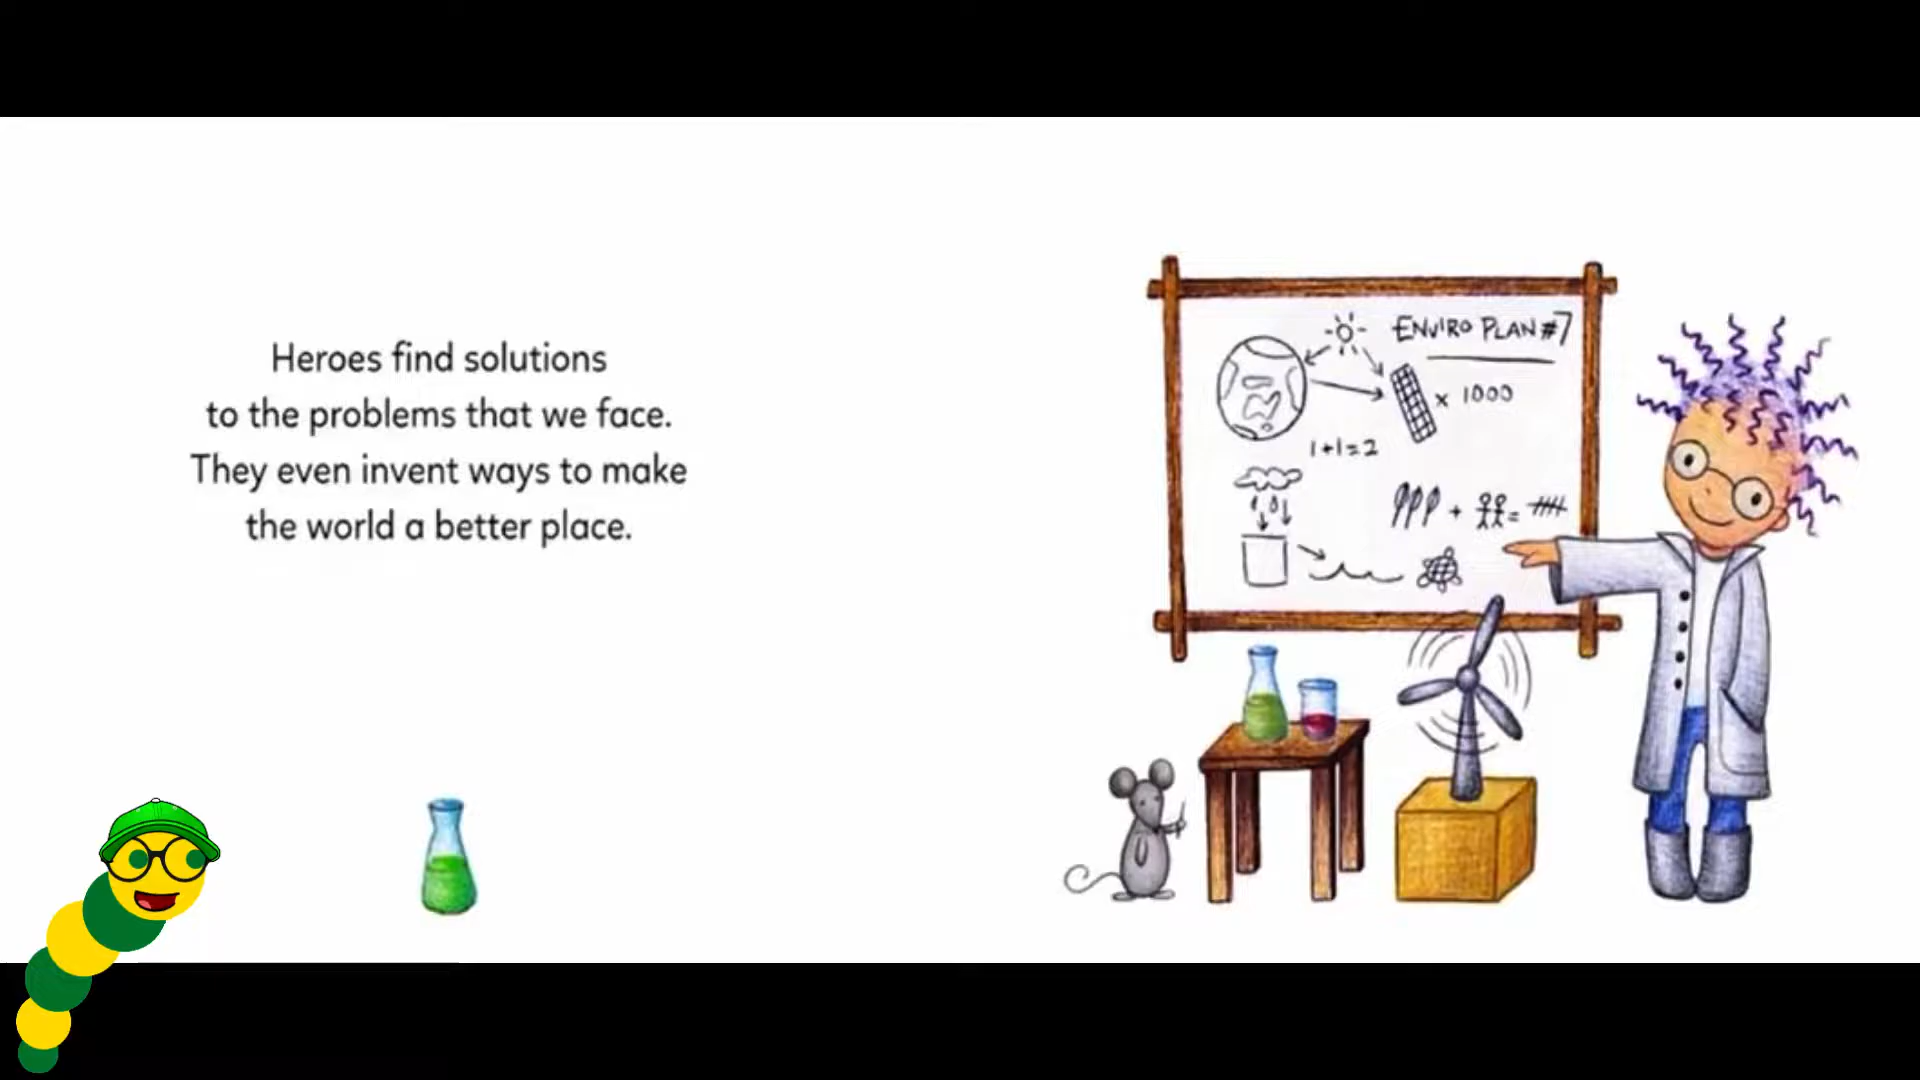 Heroes find solutions
to the problems that we face.
They even invent ways to make
the world a better place.
ENVIRO PLAN #7
x 1000
1+1=2